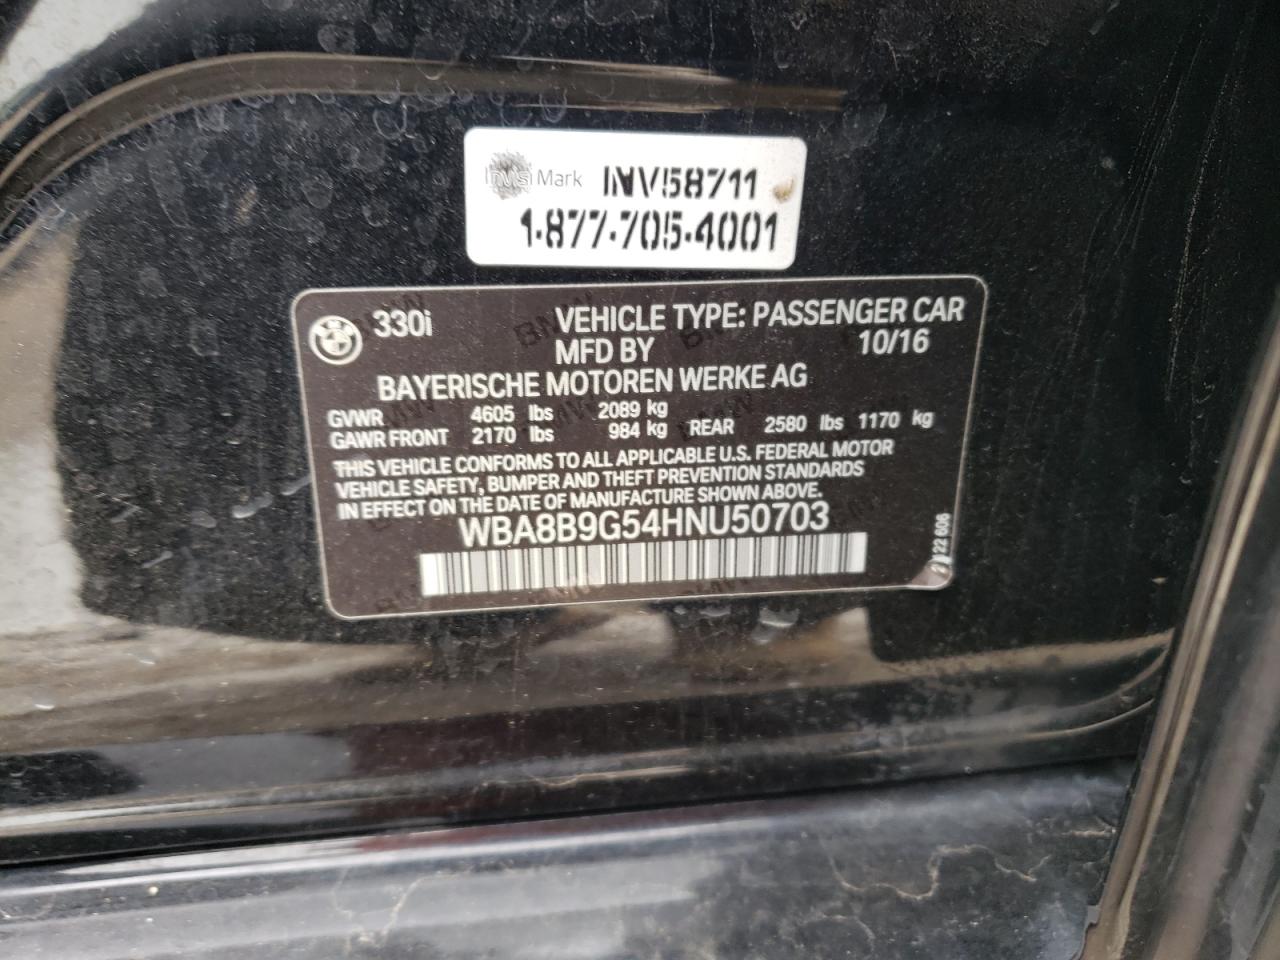 InvisiMark INV58711
1-877-705-4001
330i VEHICLE TYPE: PASSENGER CAR
MFD BY 10/16
BAYERISCHE MOTOREN WERKE AG
GVWR 4605 lbs 2089 kg
GAWR FRONT 2170 lbs 984 kg REAR 2580 lbs 1170 kg
THIS VEHICLE CONFORMS TO ALL APPLICABLE U.S. FEDERAL MOTOR
VEHICLE SAFETY, BUMPER AND THEFT PREVENTION STANDARDS
IN EFFECT ON THE DATE OF MANUFACTURE SHOWN ABOVE.
WBA8B9G54HNU50703